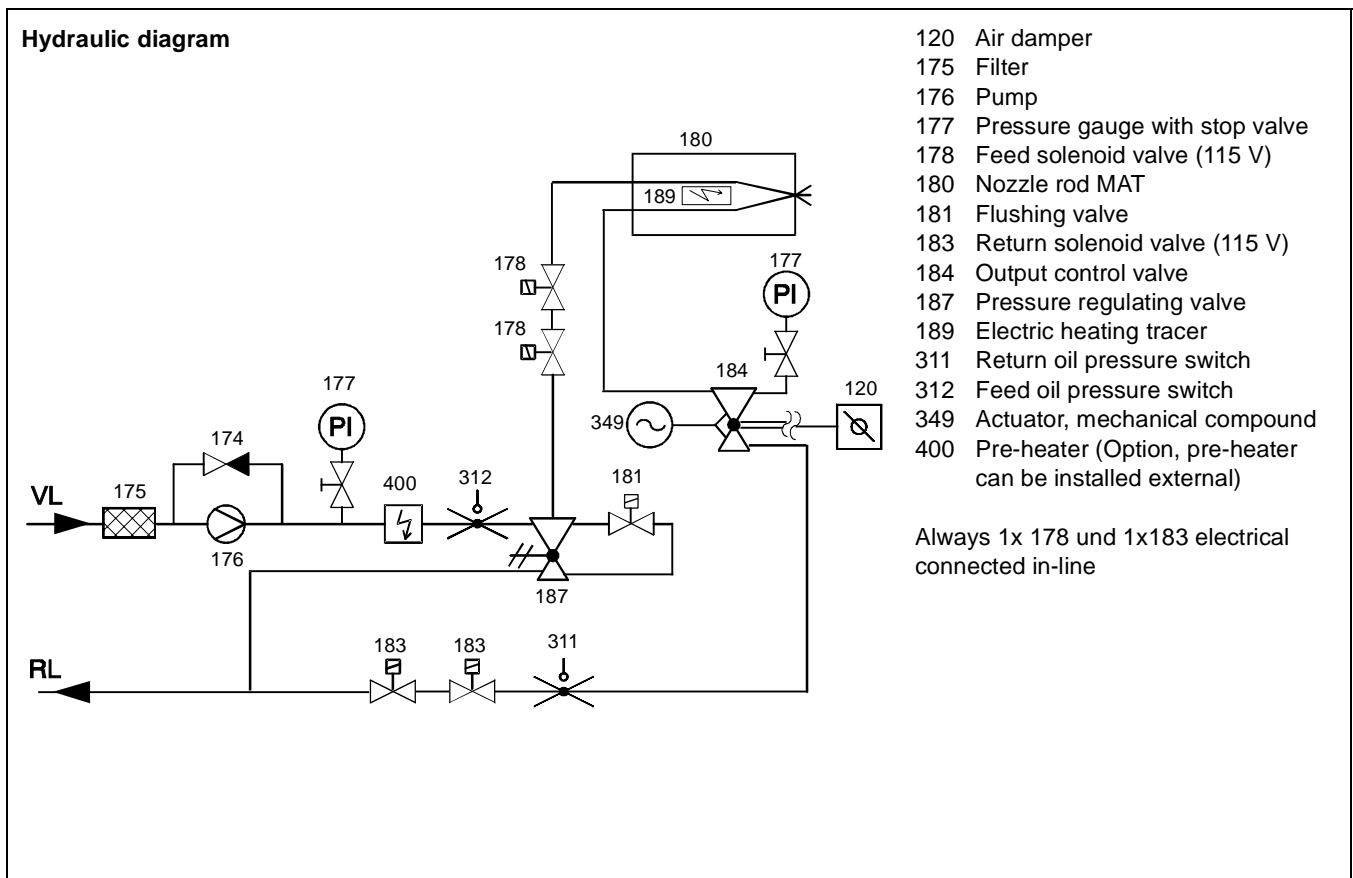 Hydraulic diagram
180
189
178
177
PI
178
184
120
177
349
PI
174
400
312
181
VL
175
176
187
183
183
311
RL
120 Air damper
175 Filter
176 Pump
177 Pressure gauge with stop valve
178 Feed solenoid valve (115 V)
180 Nozzle rod MAT
181 Flushing valve
183 Return solenoid valve (115 V)
184 Output control valve
187 Pressure regulating valve
189 Electric heating tracer
311 Return oil pressure switch
312 Feed oil pressure switch
349 Actuator, mechanical compound
400 Pre-heater (Option, pre-heater
can be installed external)
Always 1x 178 und 1x183 electrical
connected in-line